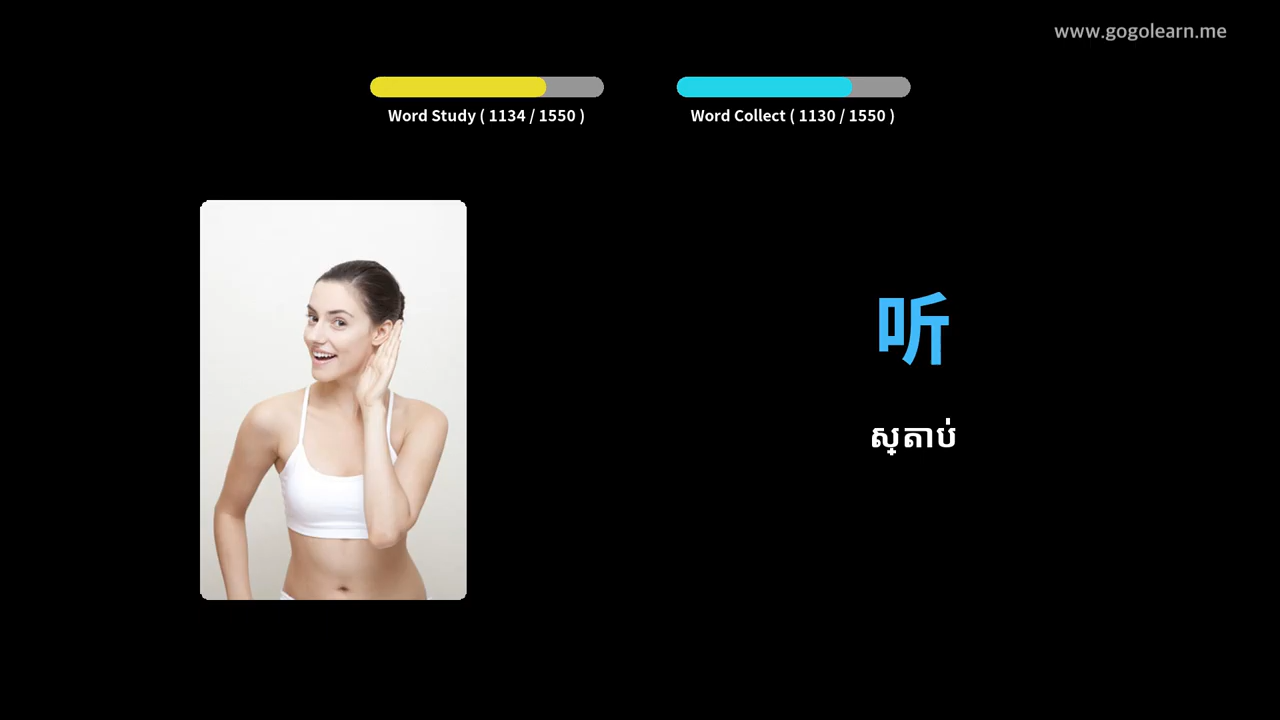 www.gogolearn.me
Word Study ( 1134 / 1550 )
Word Collect ( 1130 / 1550 )
听
ស្តាប់